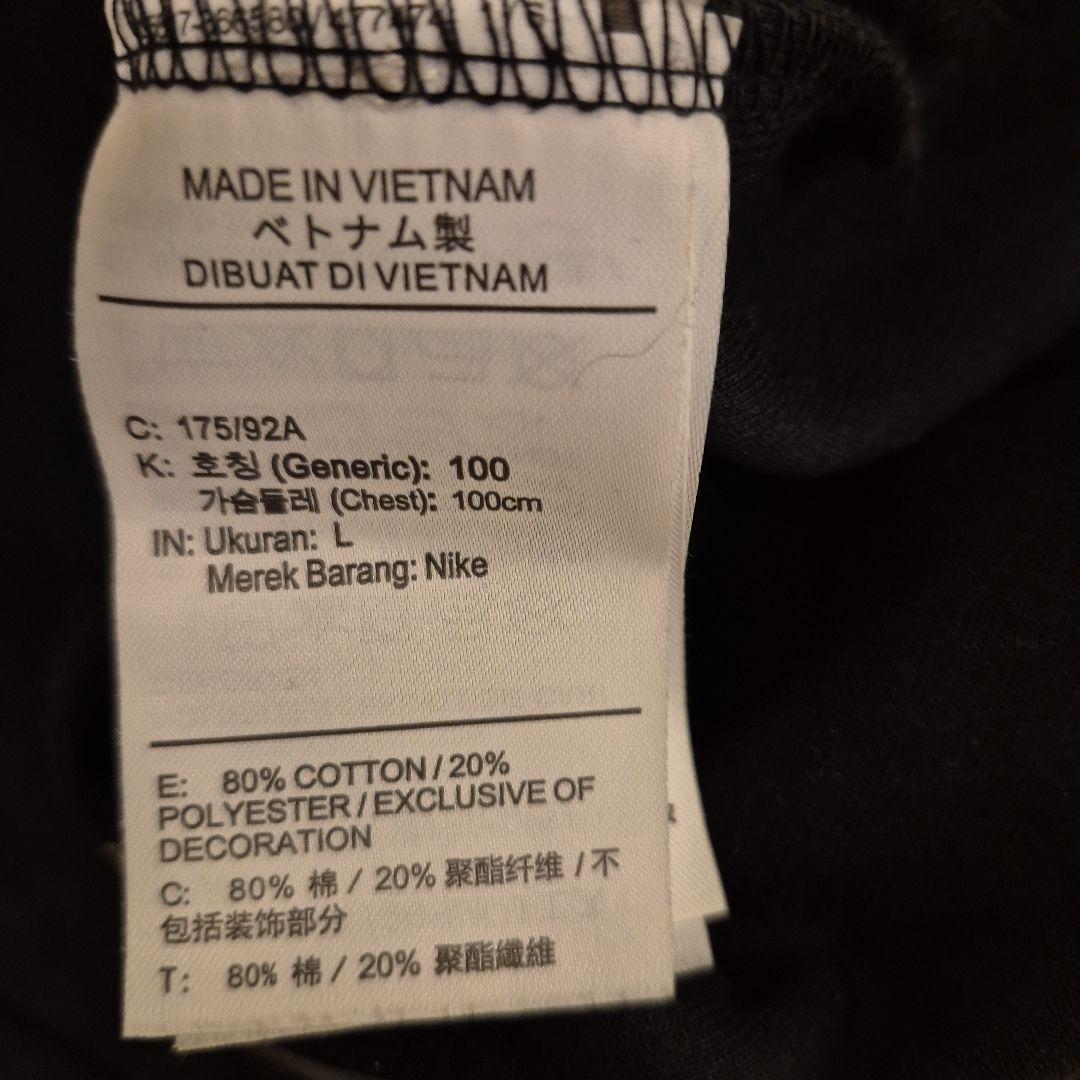 MADE IN VIETNAM
ベトナム製
DIBUAT DI VIETNAM
C: 175/92A
K: 호칭 (Generic): 100
가슴둘레 (Chest): 100cm
IN: Ukuran: L
Merek Barang: Nike
E: 80% COTTON / 20%
POLYESTER / EXCLUSIVE OF
DECORATION
C: 80% 棉 / 20% 聚酯纤维 / 不
包括装饰部分
T: 80% 棉 / 20% 聚酯纖維